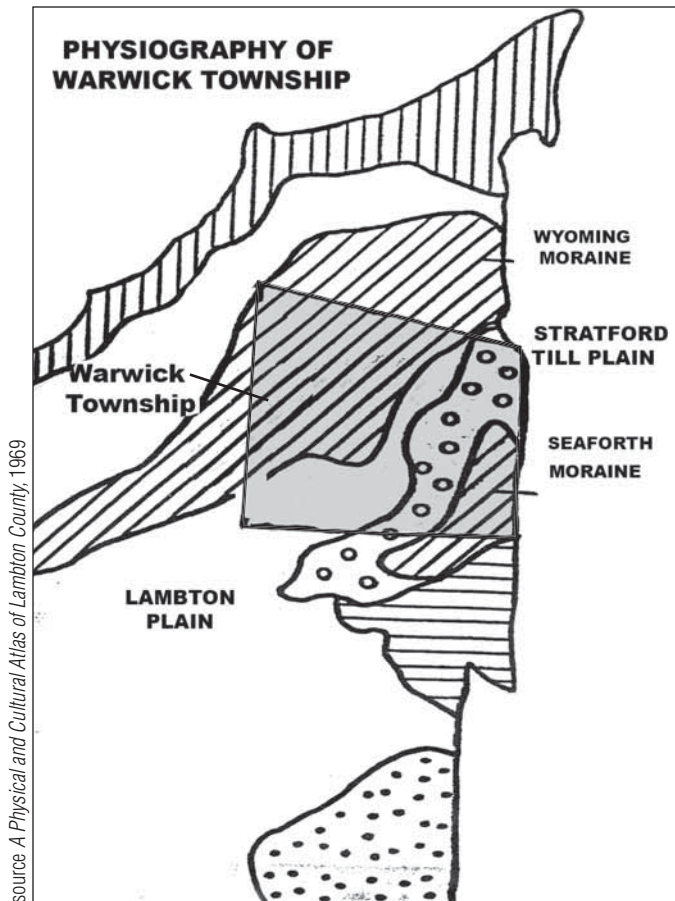 PHYSIOGRAPHY OF
WARWICK TOWNSHIP
WYOMING
MORAINE
STRATFORD
TILL PLAIN
Warwick
Township
SEAFORTH
MORAINE
LAMBTON
PLAIN
source A Physical and Cultural Atlas of Lambton County, 1969